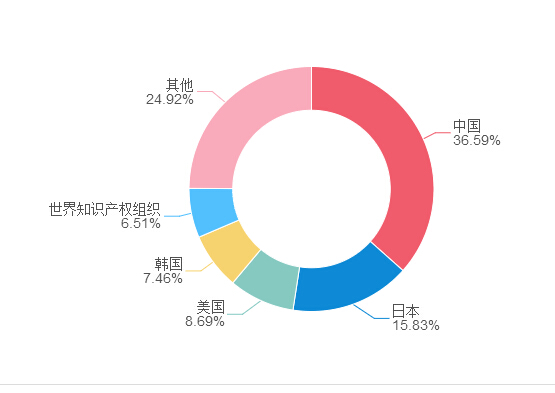 其他
24.92%
中国
36.59%
世界知识产权组织
6.51%
韩国
7.46%
美国
8.69%
日本
15.83%